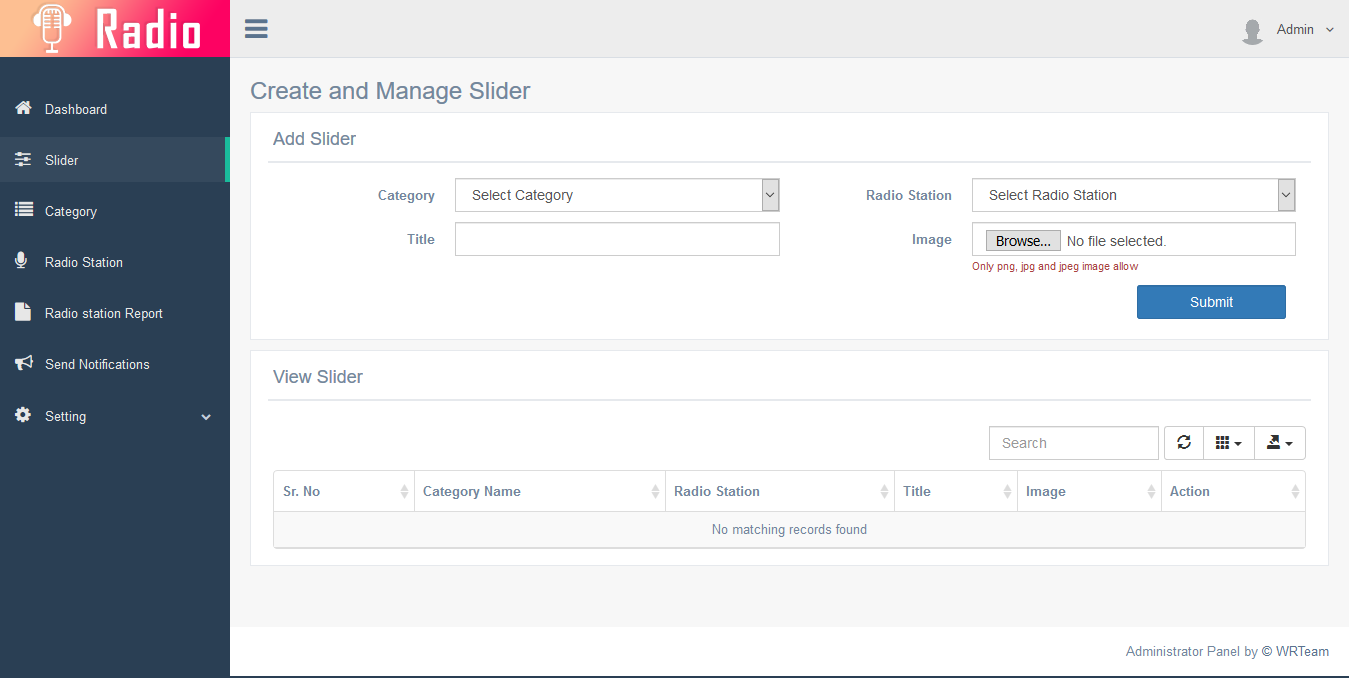 Radio
Admin
Dashboard
Slider
Category
Radio Station
Radio station Report
Send Notifications
Setting
Create and Manage Slider
Add Slider
Category Select Category Radio Station Select Radio Station
Title Image Browse... No file selected.
Only png, jpg and jpeg image allow
Submit
View Slider
Search
Sr. No Category Name Radio Station Title Image Action
No matching records found
Administrator Panel by © WRTeam